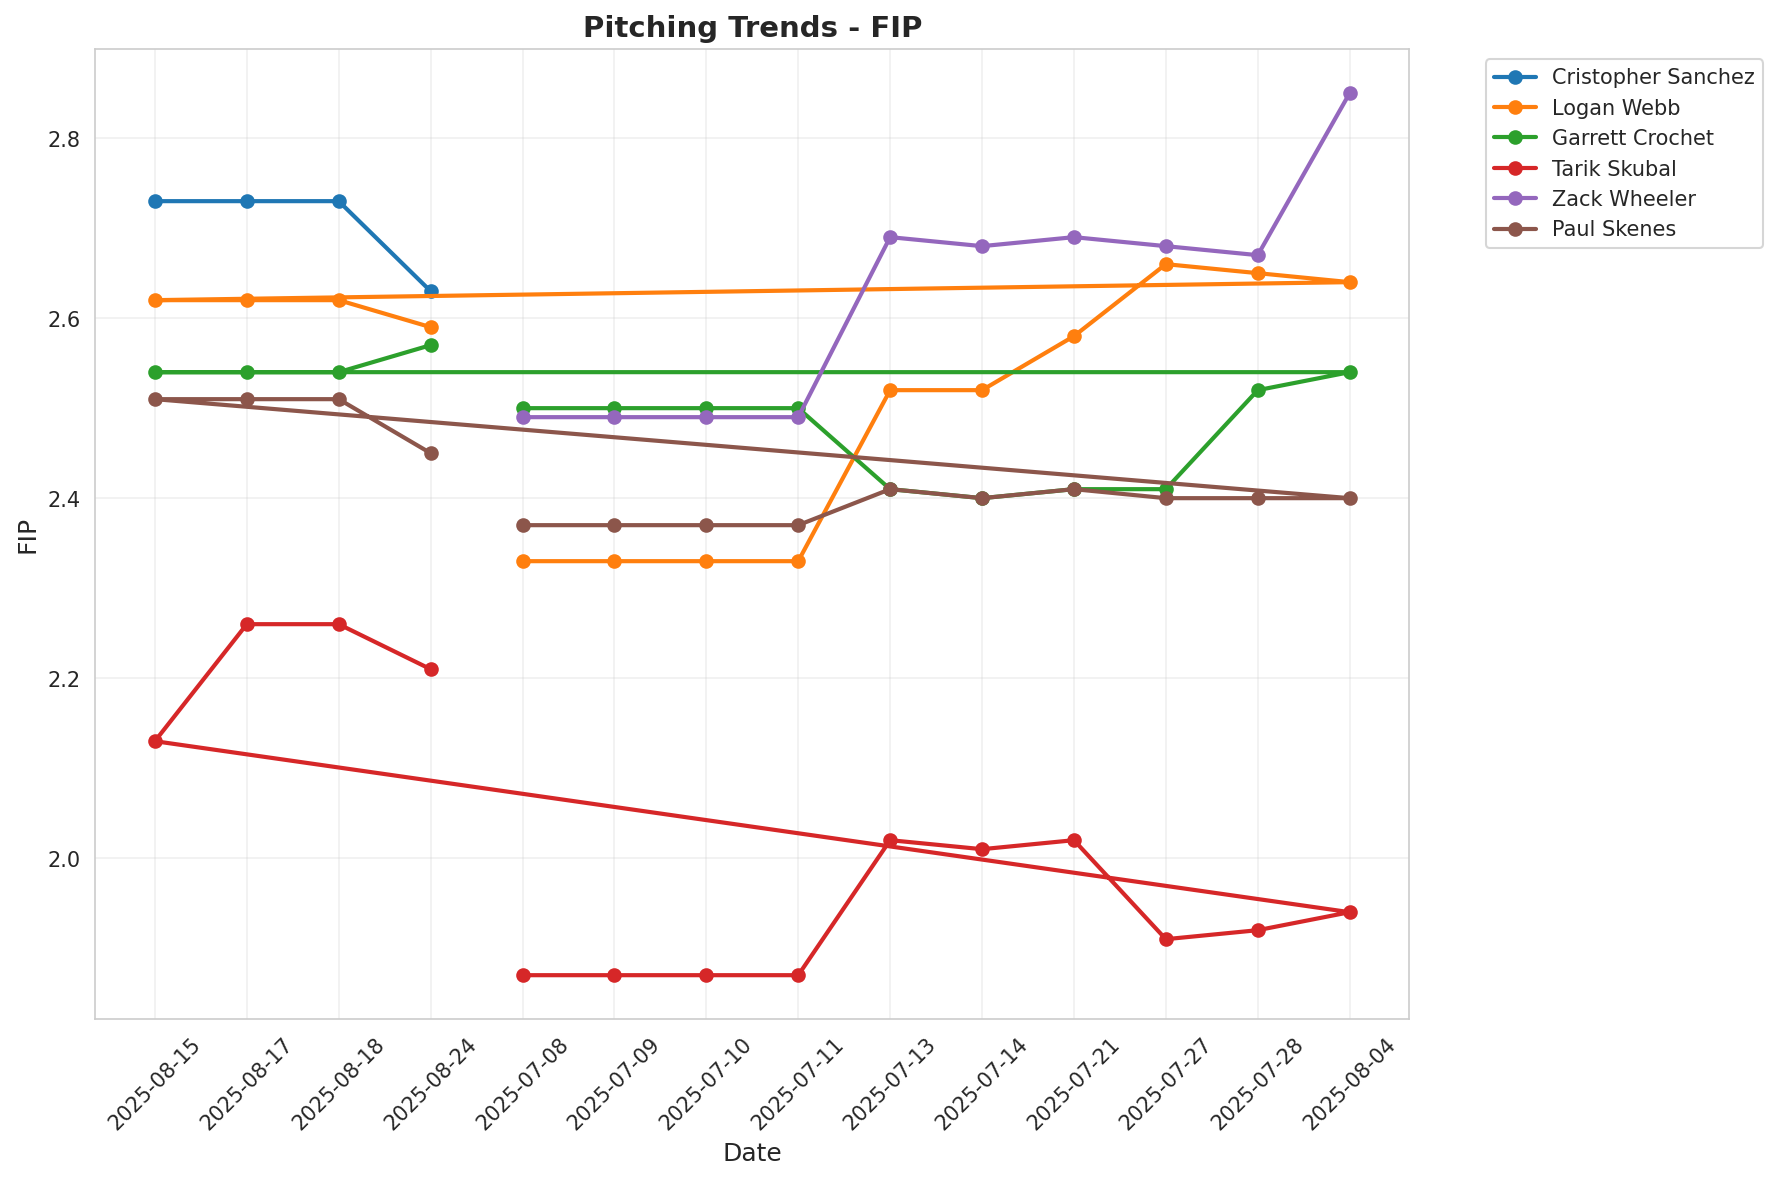 Pitching Trends - FIP
Cristopher Sanchez
Logan Webb
Garrett Crochet
Tarik Skubal
Zack Wheeler
Paul Skenes
FIP
2.8
2.6
2.4
2.2
2.0
2025-08-15
2025-08-17
2025-08-18
2025-08-24
2025-07-08
2025-07-09
2025-07-10
2025-07-11
2025-07-13
2025-07-14
2025-07-21
2025-07-27
2025-07-28
2025-08-04
Date